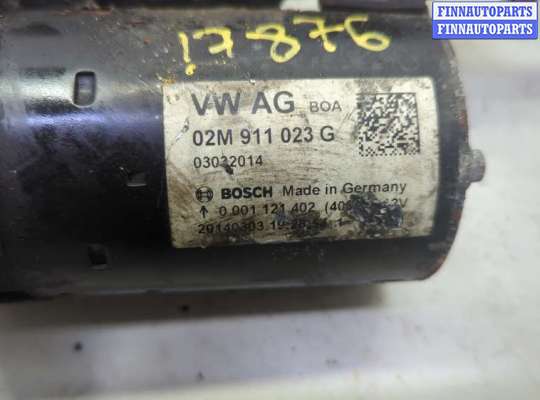 FINNAUTOPARTS
FINNAUTOPARTS
17876
VW AG BOA
02M 911 023 G
03032014
BOSCH Made in Germany
↑ 0 001 121 402